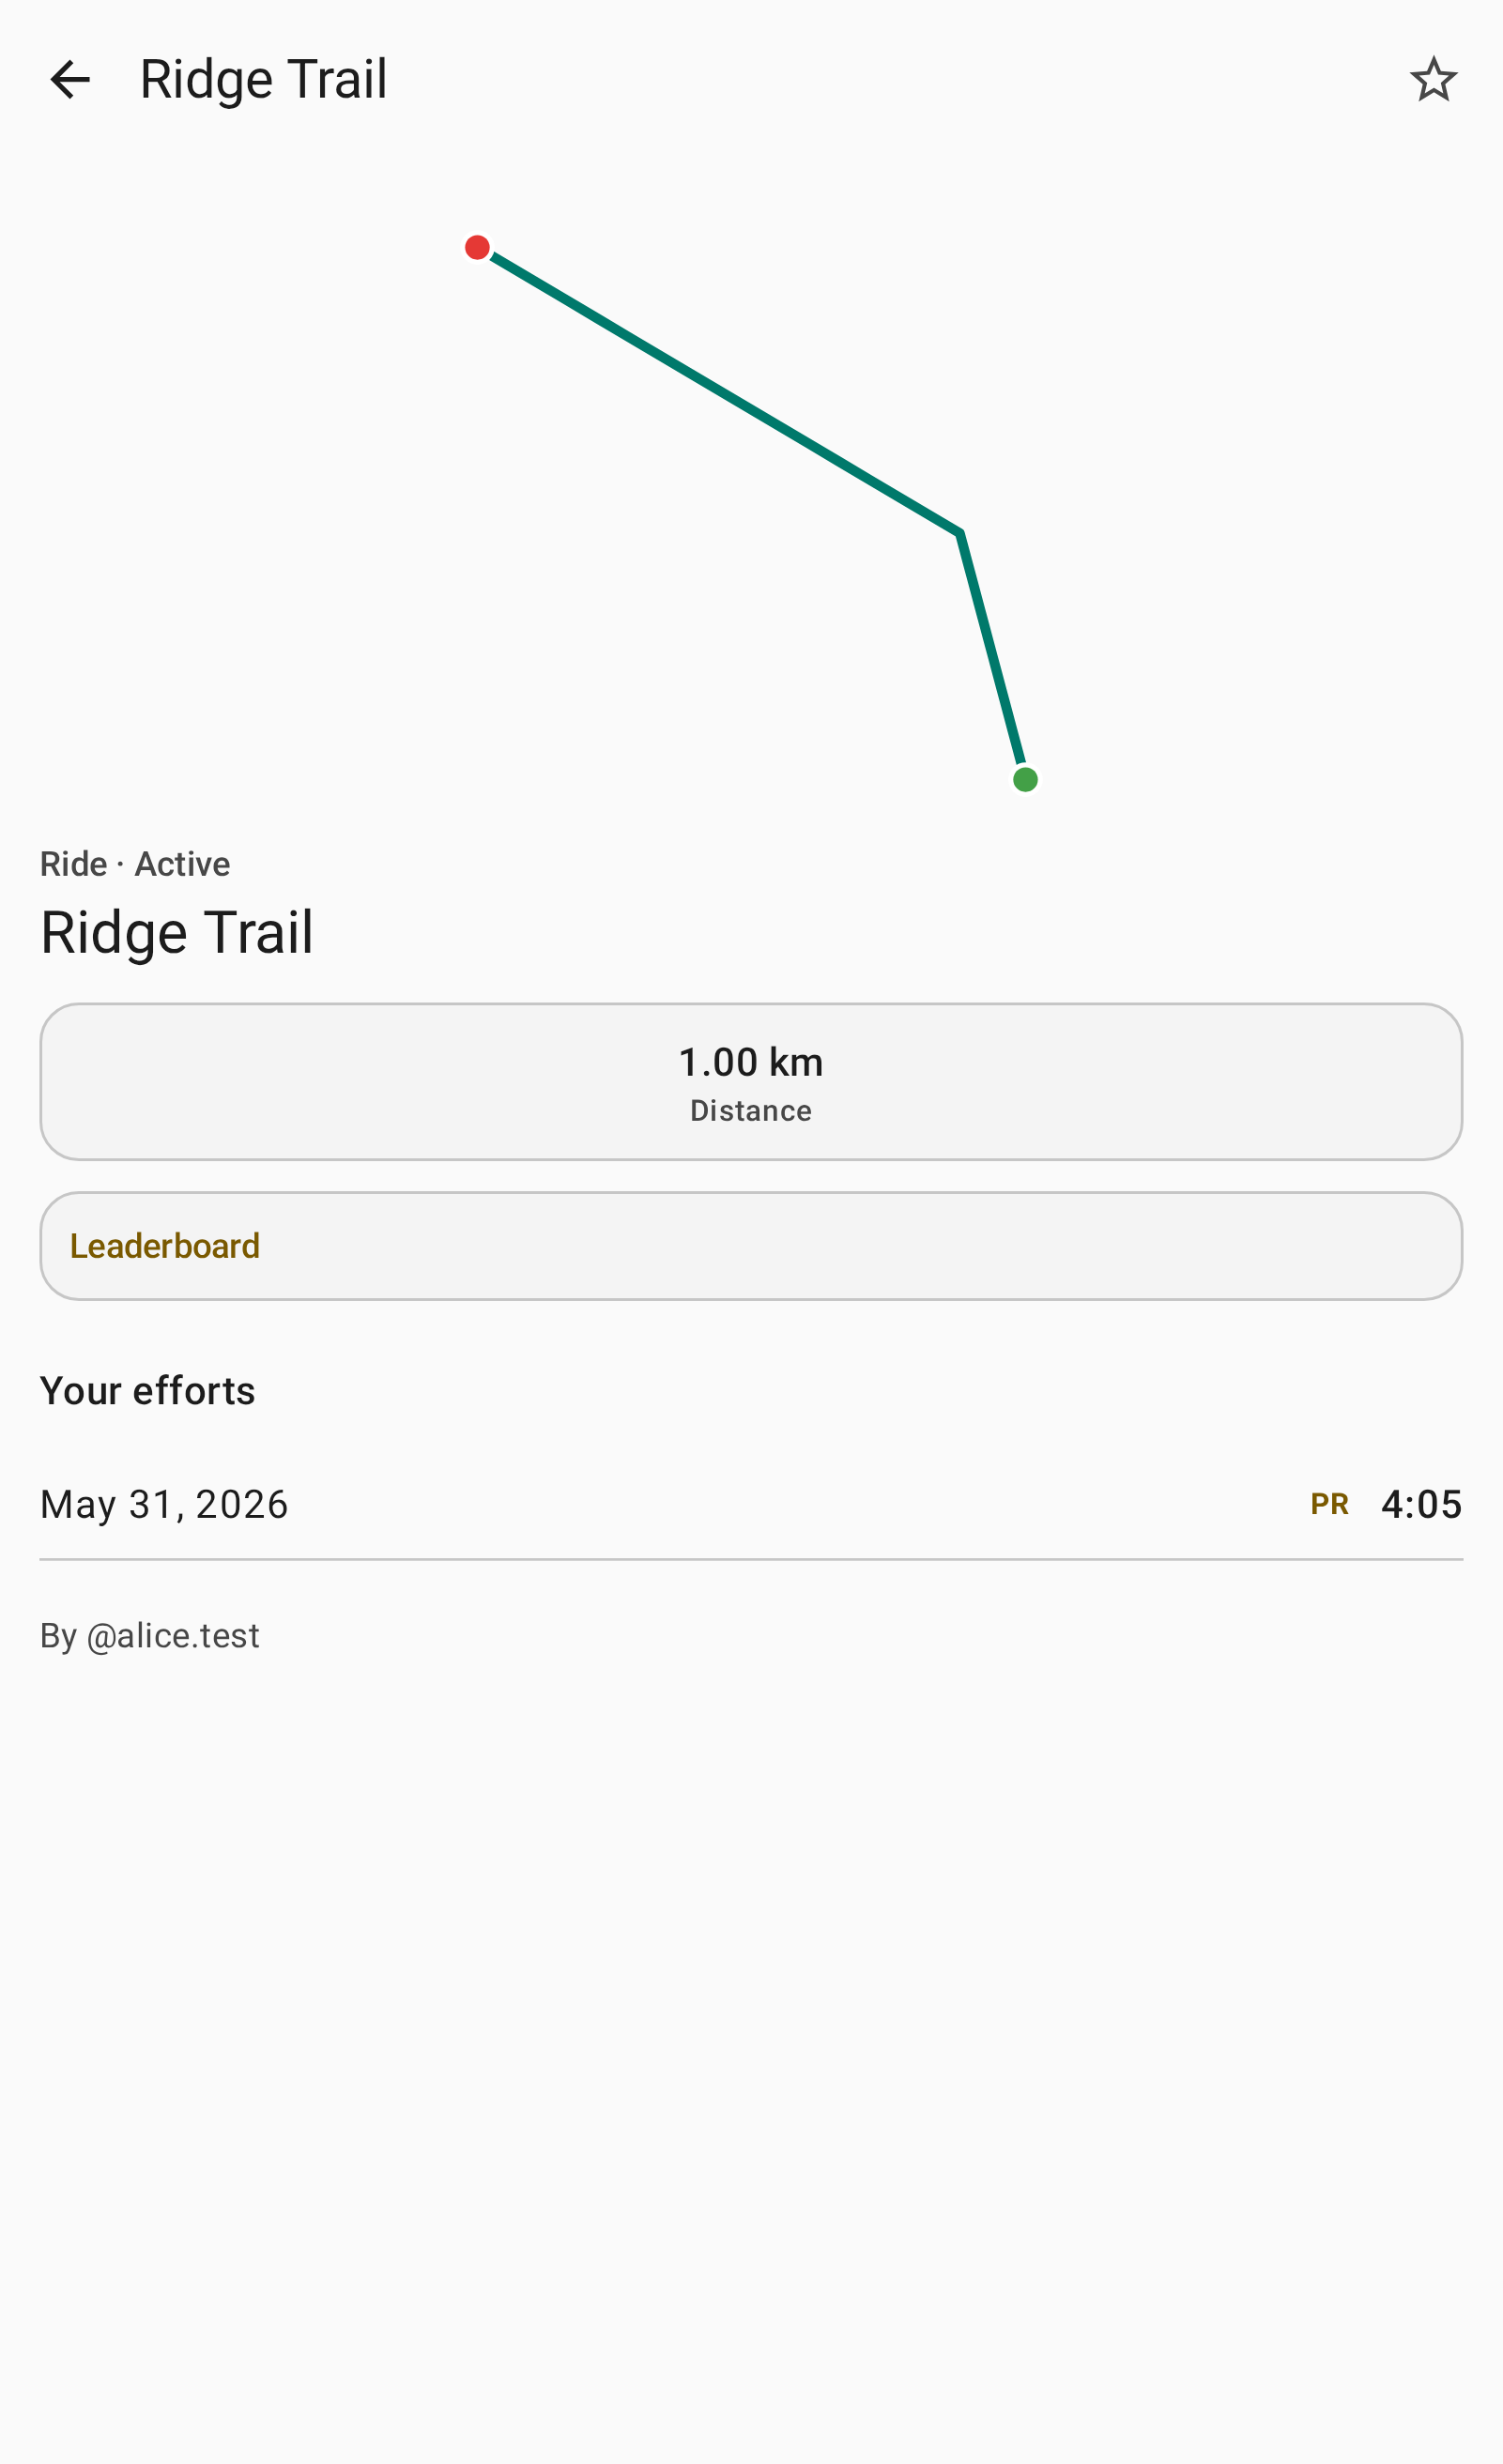 Ridge Trail
Ride · Active
Ridge Trail
1.00 km
Distance
Leaderboard
Your efforts
May 31, 2026 PR 4:05
By @alice.test